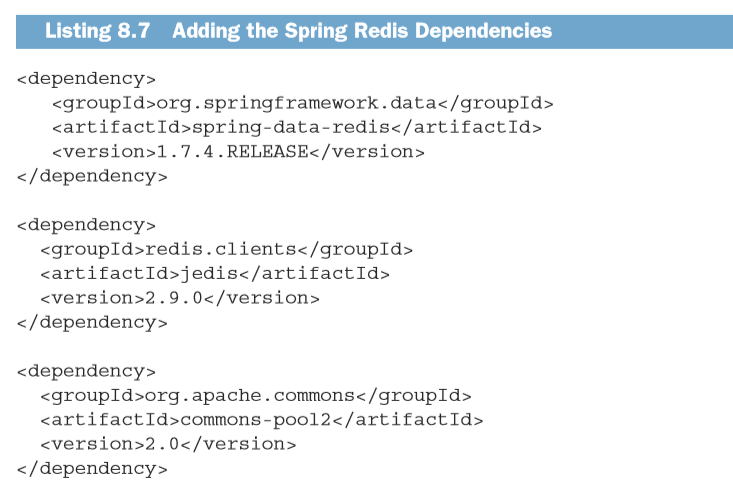 Listing 8.7 Adding the Spring Redis Dependencies
<dependency>
<groupId>org.springframework.data</groupId>
<artifactId>spring-data-redis</artifactId>
<version>1.7.4.RELEASE</version>
</dependency>
<dependency>
<groupId>redis.clients</groupId>
<artifactId>jedis</artifactId>
<version>2.9.0</version>
</dependency>
<dependency>
<groupId>org.apache.commons</groupId>
<artifactId>commons-pool2</artifactId>
<version>2.0</version>
</dependency>